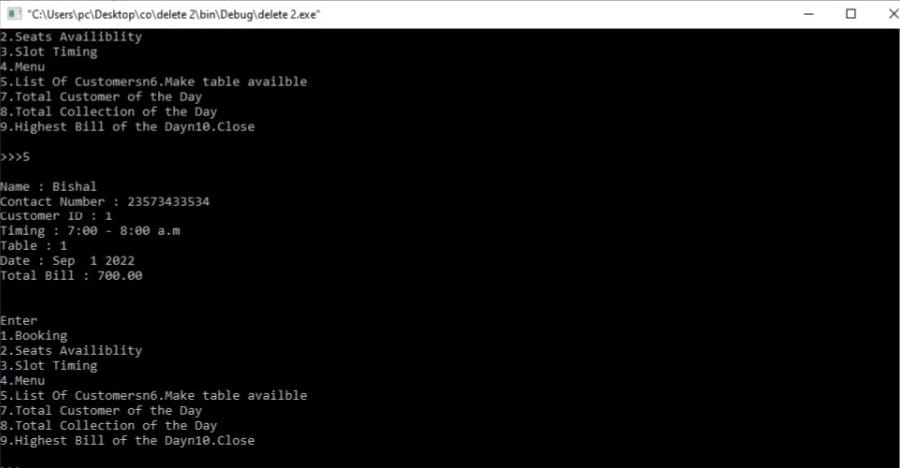 "C:\Users\pc\Desktop\co\delete 2\bin\Debug\delete 2.exe"
2.Seats Availiblity
3.Slot Timing
4.Menu
5.List Of Customersn6.Make table availble
7.Total Customer of the Day
8.Total Collection of the Day
9.Highest Bill of the Dayn10.Close
>>>5
Name : Bishal
Contact Number : 23573433534
Customer ID : 1
Timing : 7:00 - 8:00 a.m
Table : 1
Date : Sep  1 2022
Total Bill : 700.00
Enter
1.Booking
2.Seats Availiblity
3.Slot Timing
4.Menu
5.List Of Customersn6.Make table availble
7.Total Customer of the Day
8.Total Collection of the Day
9.Highest Bill of the Dayn10.Close
>>>